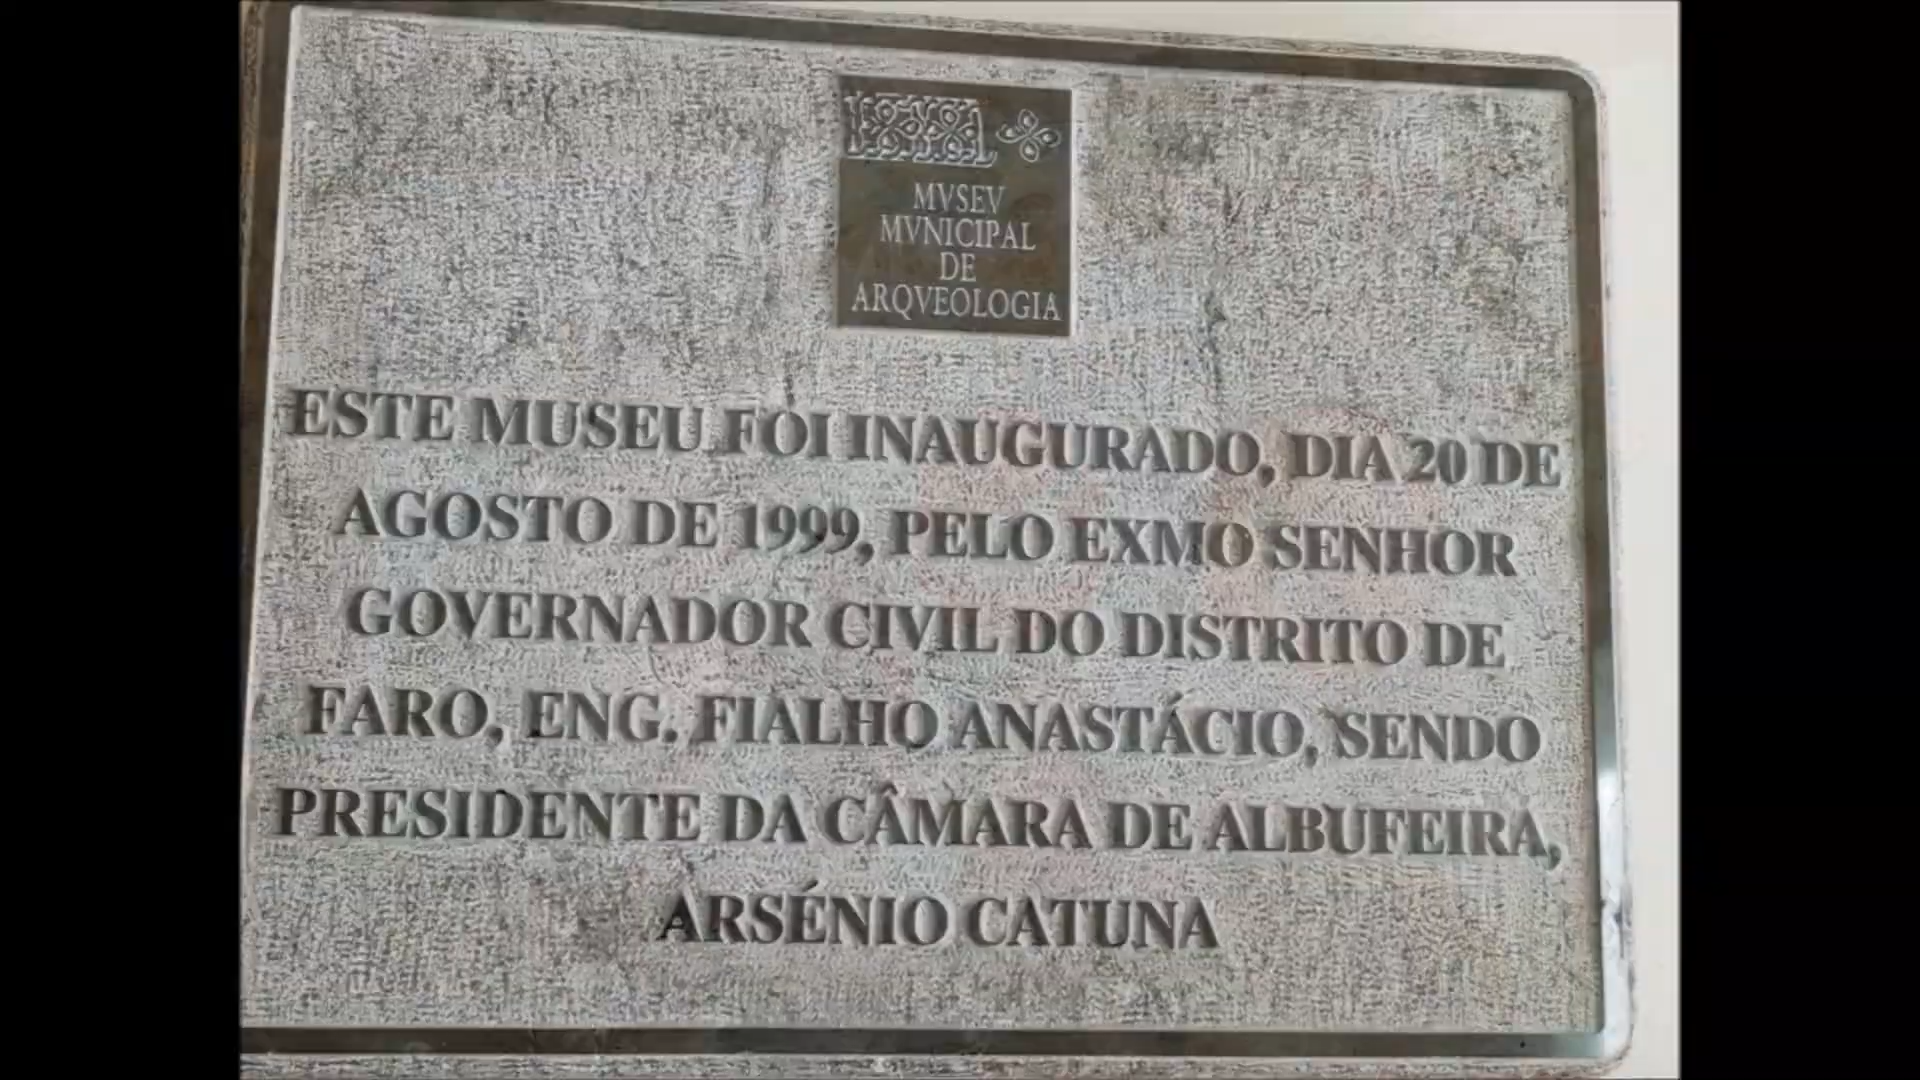 MVSEV
MVNICIPAL
DE
ARQVEOLOGIA
ESTE MUSEU FOI INAUGURADO, DIA 20 DE
AGOSTO DE 1999, PELO EXMO SENHOR
GOVERNADOR CIVIL DO DISTRITO DE
FARO, ENG. FIALHO ANASTÁCIO, SENDO
PRESIDENTE DA CÂMARA DE ALBUFEIRA,
ARSÉNIO CATUNA